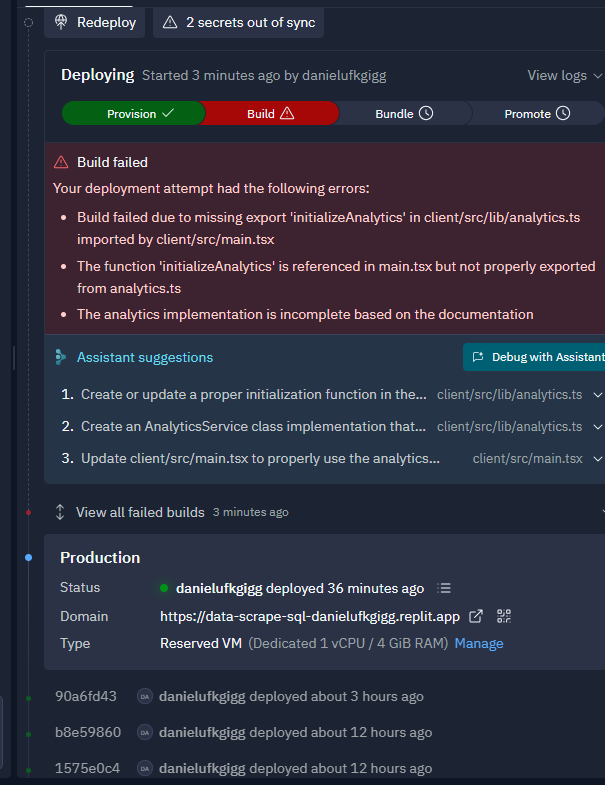 Redeploy 2 secrets out of sync
Deploying Started 3 minutes ago by danielufkgigg View logs
Provision Build Bundle Promote
Build failed
Your deployment attempt had the following errors:
• Build failed due to missing export 'initializeAnalytics' in client/src/lib/analytics.ts
imported by client/src/main.tsx
• The function 'initializeAnalytics' is referenced in main.tsx but not properly exported
from analytics.ts
• The analytics implementation is incomplete based on the documentation
Assistant suggestions Debug with Assistant
1. Create or update a proper initialization function in the... client/src/lib/analytics.ts
2. Create an AnalyticsService class implementation that... client/src/lib/analytics.ts
3. Update client/src/main.tsx to properly use the analytics... client/src/main.tsx
View all failed builds 3 minutes ago
Production
Status danielufkgigg deployed 36 minutes ago
Domain https://data-scrape-sql-danielufkgigg.replit.app
Type Reserved VM (Dedicated 1 vCPU / 4 GiB RAM) Manage
90a6fd43 DA danielufkgigg deployed about 3 hours ago
b8e59860 DA danielufkgigg deployed about 12 hours ago
1575e0c4 DA danielufkgigg deployed about 12 hours ago